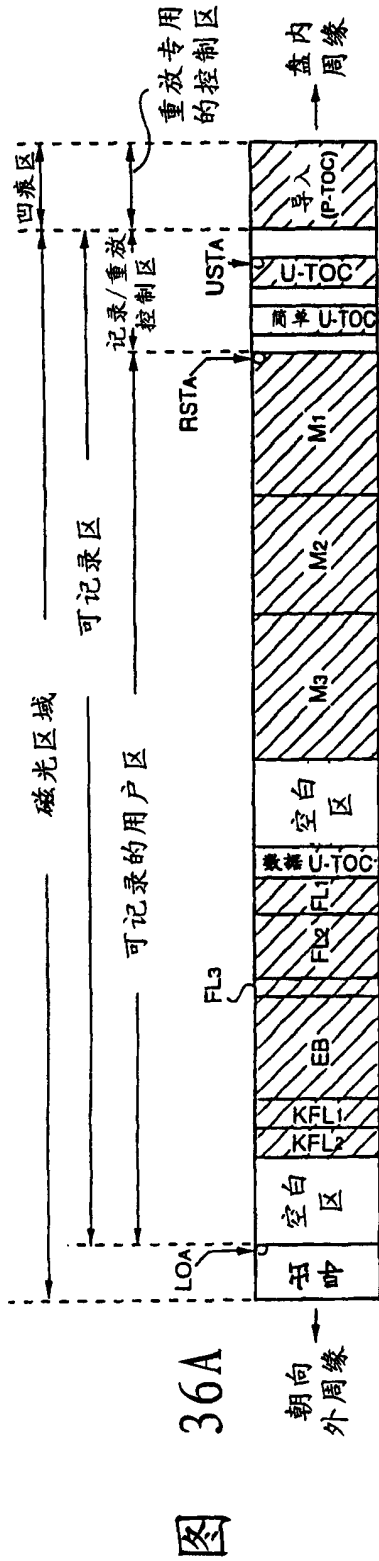 图 36A
磁光区域
凹痕区
可记录区
可记录的用户区
记录/重放
控制区
重放专用
的控制区
LOA
FL3
RSTA
USTA
朝向
外周缘
空白区
KFL2
KFL1
EB
FL2
FL1
数据 U-TOC
空白区
M3
M2
M1
简单 U-TOC
U-TOC
导入
(P-TOC)
盘内
周缘